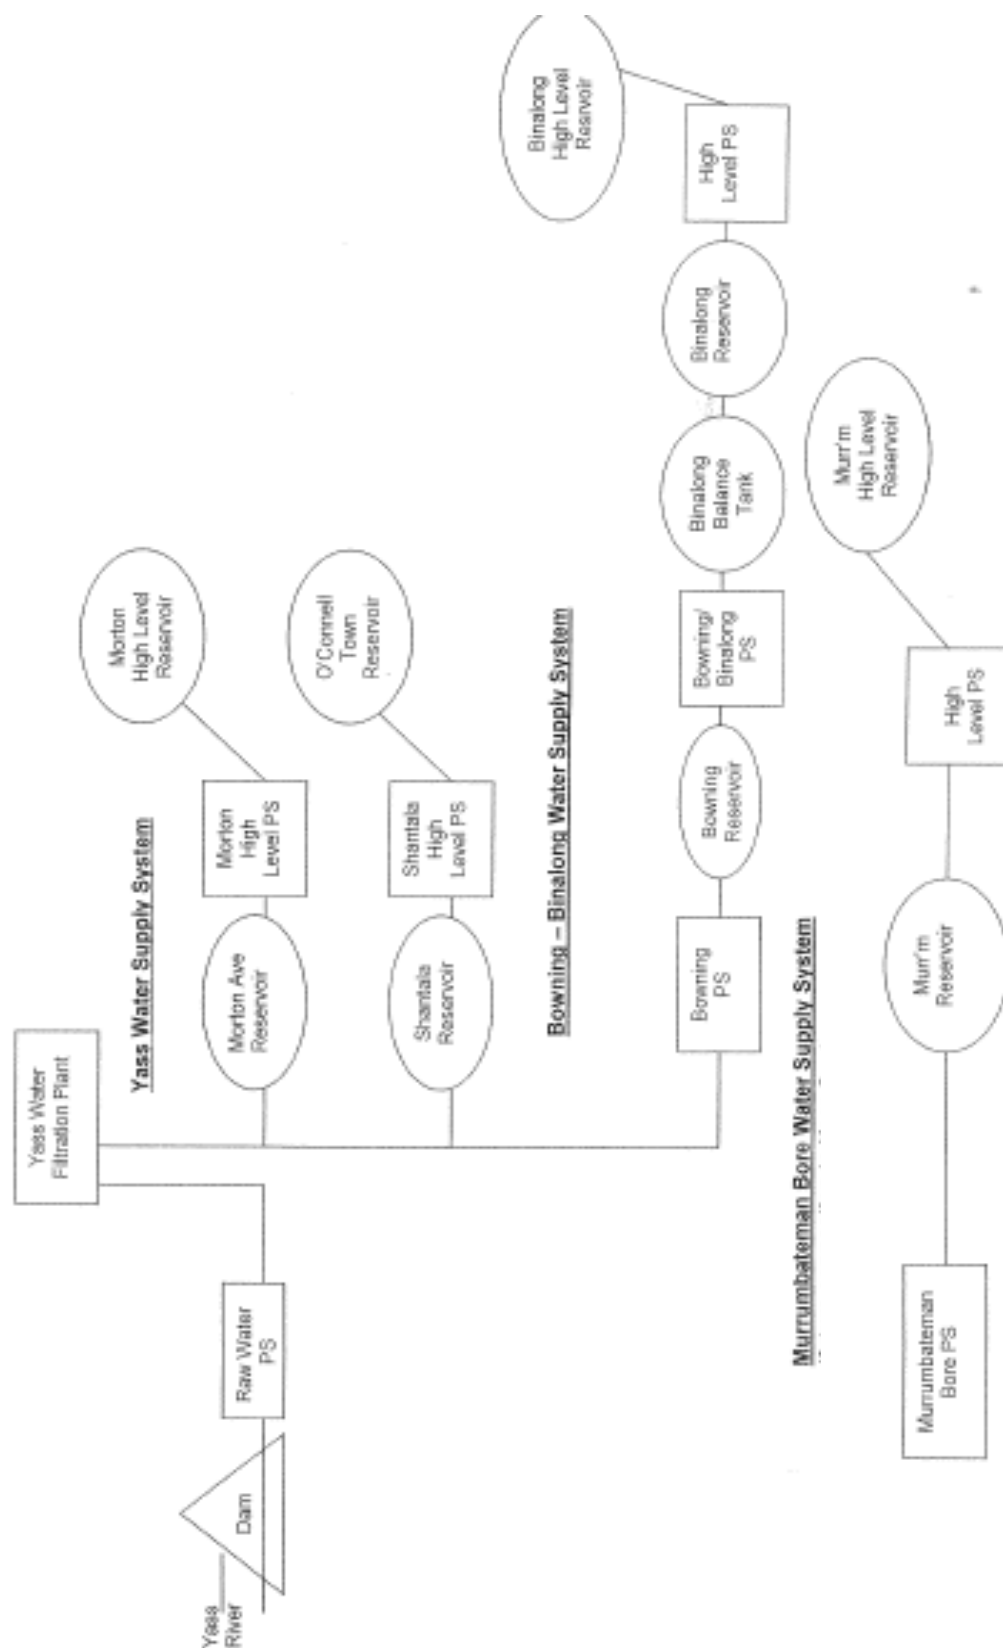 Yass
River
Dam
Raw Water
PS
Yass Water
Filtration Plant
Yass Water Supply System
Morton Ave
Reservoir
Morton
High
Level PS
Morton
High Level
Reservoir
Shantala
Reservoir
Shantala
High
Level PS
O'Connell
Town
Reservoir
Bowning – Binalong Water Supply System
Bowning
PS
Bowning
Reservoir
Bowning/
Binalong
PS
Binalong
Balance
Tank
Binalong
Reservoir
High
Level PS
Binalong
High Level
Resrvoir
Murrumbateman Bore Water Supply System
Murrumbateman
Bore PS
Murr'm
Reservoir
High
Level PS
Murr'm
High Level
Reservoir